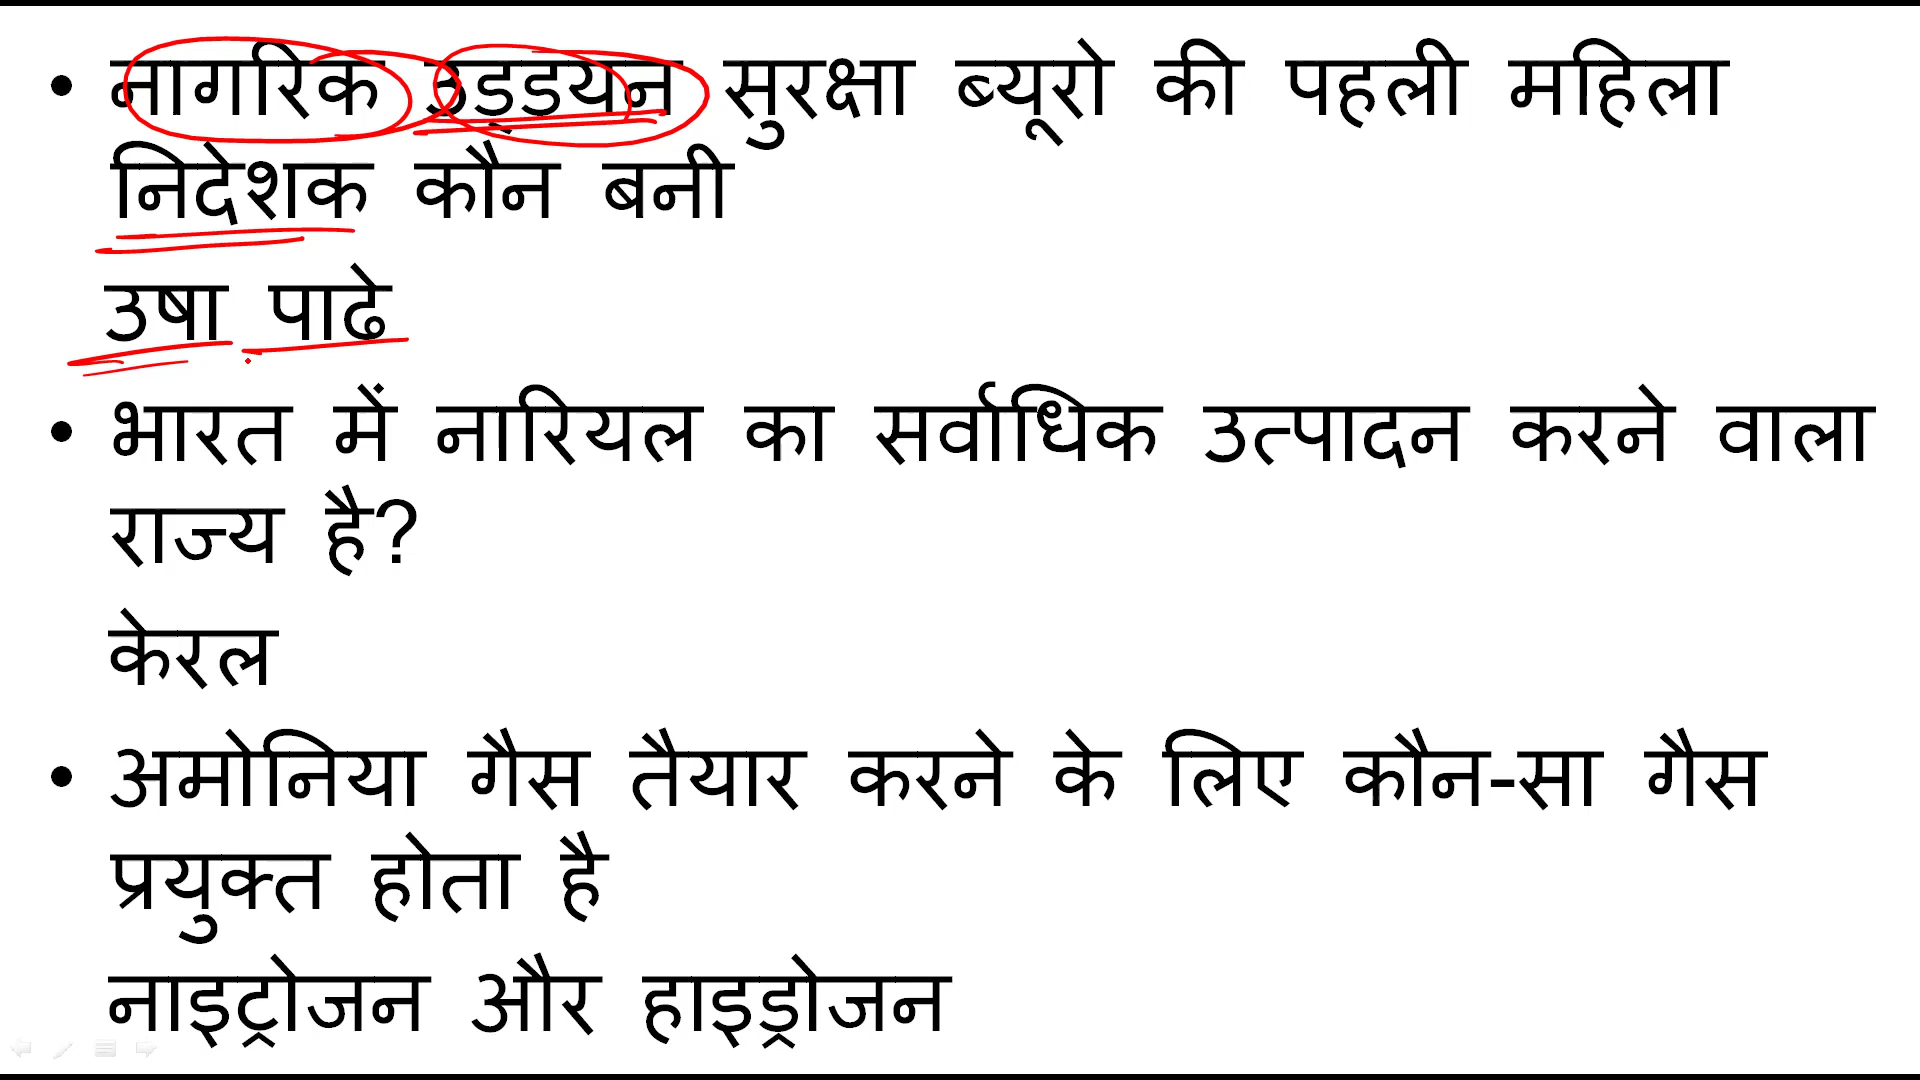 • नागरिक उड्डयन सुरक्षा ब्यूरो की पहली महिला
निदेशक कौन बनी
उषा पाढे
• भारत में नारियल का सर्वाधिक उत्पादन करने वाला
राज्य है?
केरल
• अमोनिया गैस तैयार करने के लिए कौन-सा गैस
प्रयुक्त होता है
नाइट्रोजन और हाइड्रोजन